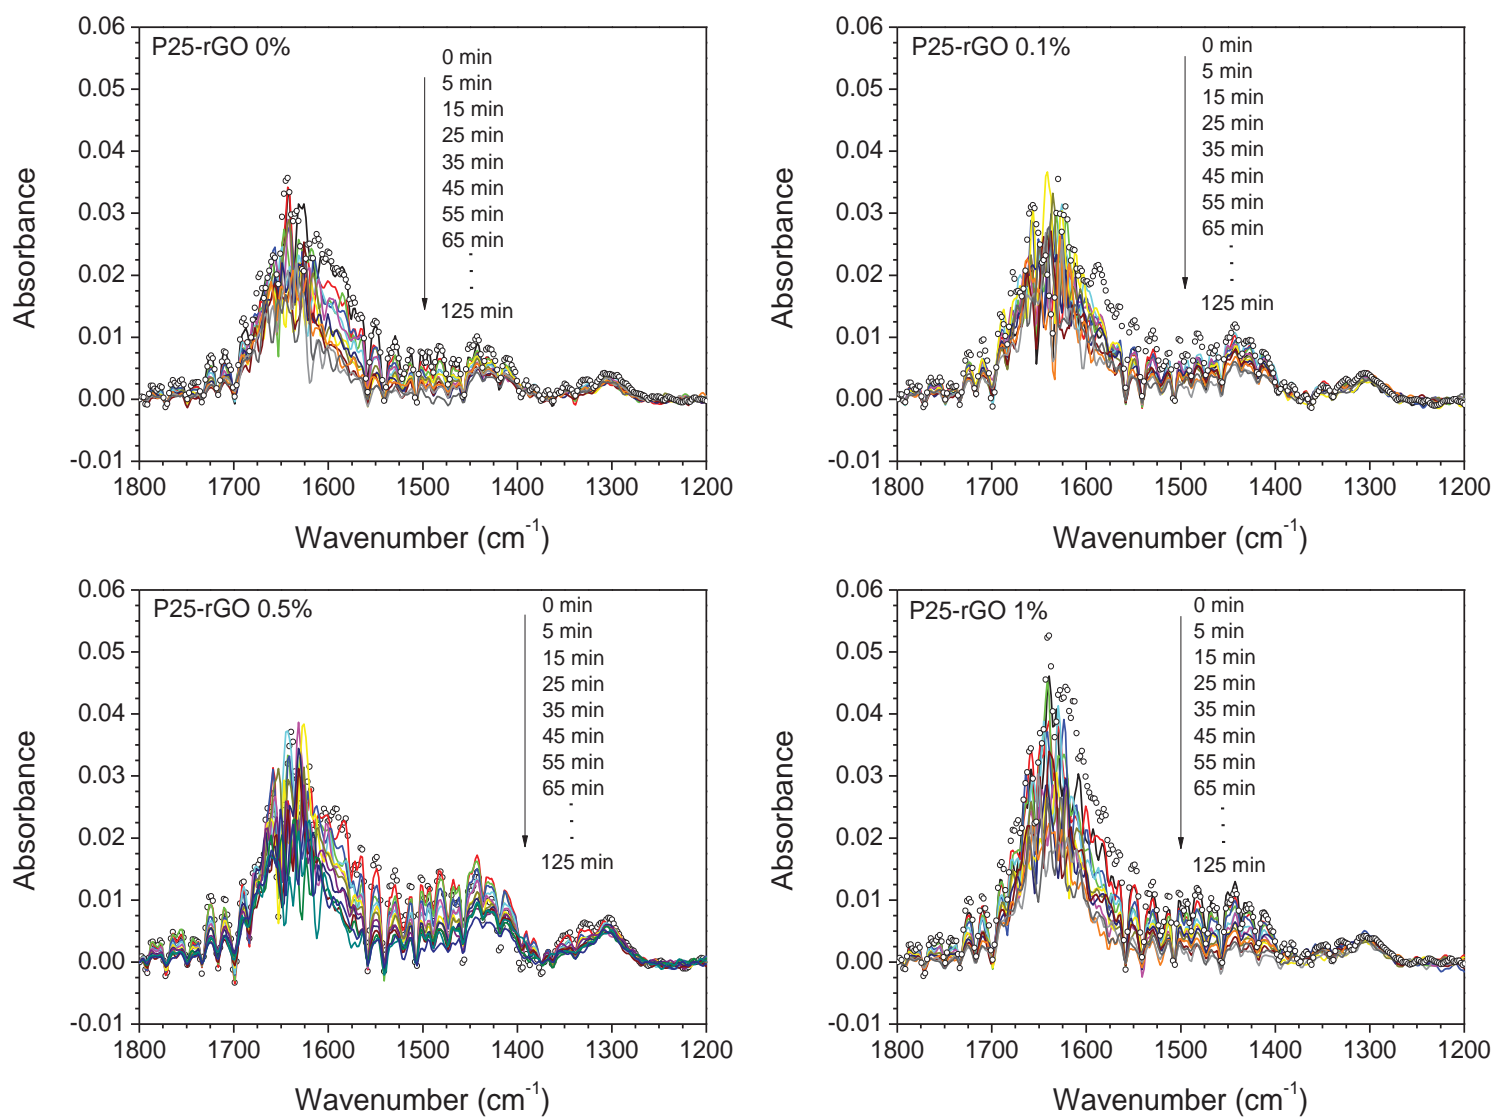 P25-rGO 0%
0 min
5 min
15 min
25 min
35 min
45 min
55 min
65 min
125 min
0.06
0.05
0.04
0.03
0.02
0.01
0.00
-0.01
1800 1700 1600 1500 1400 1300 1200
Absorbance
Wavenumber (cm⁻¹)
P25-rGO 0.1%
0 min
5 min
15 min
25 min
35 min
45 min
55 min
65 min
125 min
0.06
0.05
0.04
0.03
0.02
0.01
0.00
-0.01
1800 1700 1600 1500 1400 1300 1200
Absorbance
Wavenumber (cm⁻¹)
P25-rGO 0.5%
0 min
5 min
15 min
25 min
35 min
45 min
55 min
65 min
125 min
0.06
0.05
0.04
0.03
0.02
0.01
0.00
-0.01
1800 1700 1600 1500 1400 1300 1200
Absorbance
Wavenumber (cm⁻¹)
P25-rGO 1%
0 min
5 min
15 min
25 min
35 min
45 min
55 min
65 min
125 min
0.06
0.05
0.04
0.03
0.02
0.01
0.00
-0.01
1800 1700 1600 1500 1400 1300 1200
Absorbance
Wavenumber (cm⁻¹)